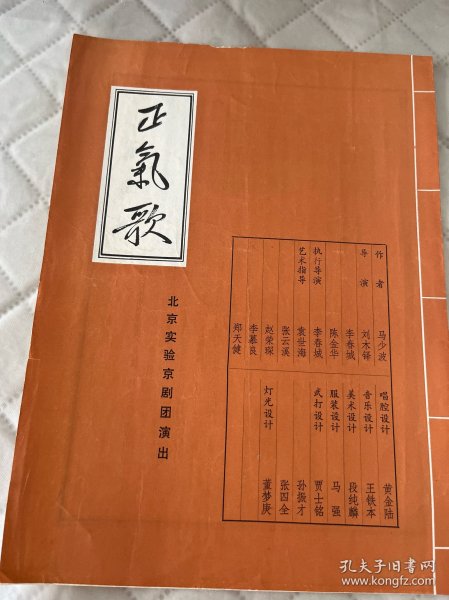 正氣歌
北京实验京剧团演出
作者 马少波
导演 刘木铎
李春城
陈金华
执行导演 李春城
艺术指导 袁世海
张云溪
赵荣琛
李慕良
郑天健
唱腔设计 黄金陆
音乐设计 王铁本
美术设计 段纯麟
服装设计 马强
武打设计 贾士铭
孙振才
张四全
灯光设计 董梦庚
孔夫子旧书网
www.kongfz.com